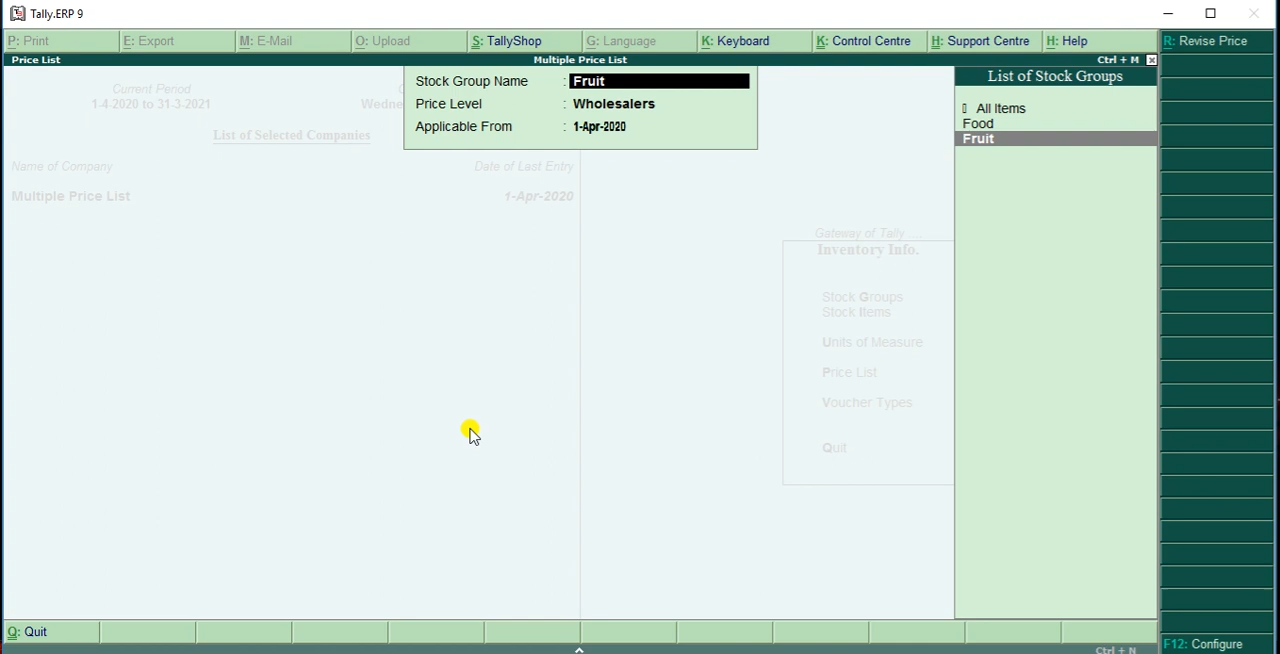 Tally.ERP 9
P: Print E: Export M: E-Mail O: Upload S: TallyShop G: Language K: Keyboard K: Control Centre H: Support Centre H: Help R: Revise Price
Price List Multiple Price List Ctrl + M
Current Period
1-4-2020 to 31-3-2021
List of Selected Companies
Name of Company Date of Last Entry
Multiple Price List 1-Apr-2020
Stock Group Name : Fruit
Price Level : Wholesalers
Applicable From : 1-Apr-2020
Gateway of Tally ....
Inventory Info.
Stock Groups
Stock Items
Units of Measure
Price List
Voucher Types
Quit
List of Stock Groups
All Items
Food
Fruit
Q: Quit
F12: Configure
Ctrl + N